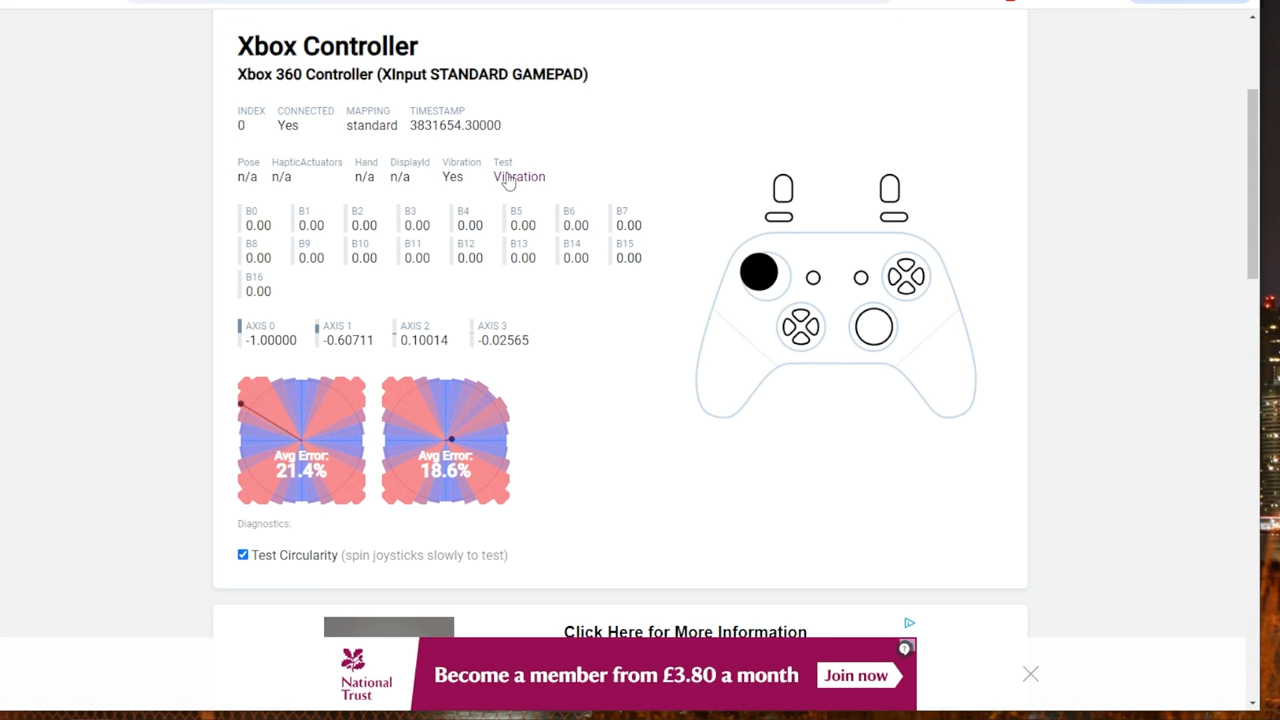 Xbox Controller
Xbox 360 Controller (XInput STANDARD GAMEPAD)
INDEX CONNECTED MAPPING TIMESTAMP
0 Yes standard 3831654.30000
Pose HapticActuators Hand DisplayId Vibration Test
n/a n/a n/a n/a Yes Vibration
B0 B1 B2 B3 B4 B5 B6 B7
0.00 0.00 0.00 0.00 0.00 0.00 0.00 0.00
B8 B9 B10 B11 B12 B13 B14 B15
0.00 0.00 0.00 0.00 0.00 0.00 0.00 0.00
B16
0.00
AXIS 0 AXIS 1 AXIS 2 AXIS 3
-1.00000 -0.60711 0.10014 -0.02565
Avg Error: Avg Error:
21.4% 18.6%
Diagnostics:
Test Circularity (spin joysticks slowly to test)
Click Here for More Information
National Trust
Become a member from £3.80 a month
Join now